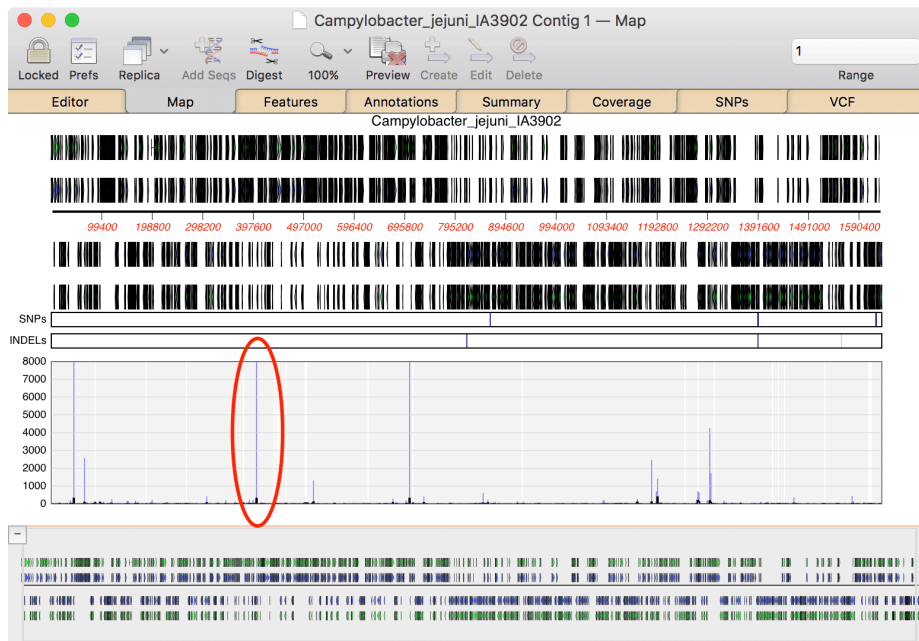 Campylobacter_jejuni_IA3902 Contig 1 — Map
1
Locked Prefs Replica Add Seqs Digest 100% Preview Create Edit Delete Range
Editor Map Features Annotations Summary Coverage SNPs VCF
Campylobacter_jejuni_IA3902
99400 198800 298200 397600 497000 596400 695800 795200 894600 994000 1093400 1192800 1292200 1391600 1491000 1590400
SNPs
INDELs
8000
7000
6000
5000
4000
3000
2000
1000
0